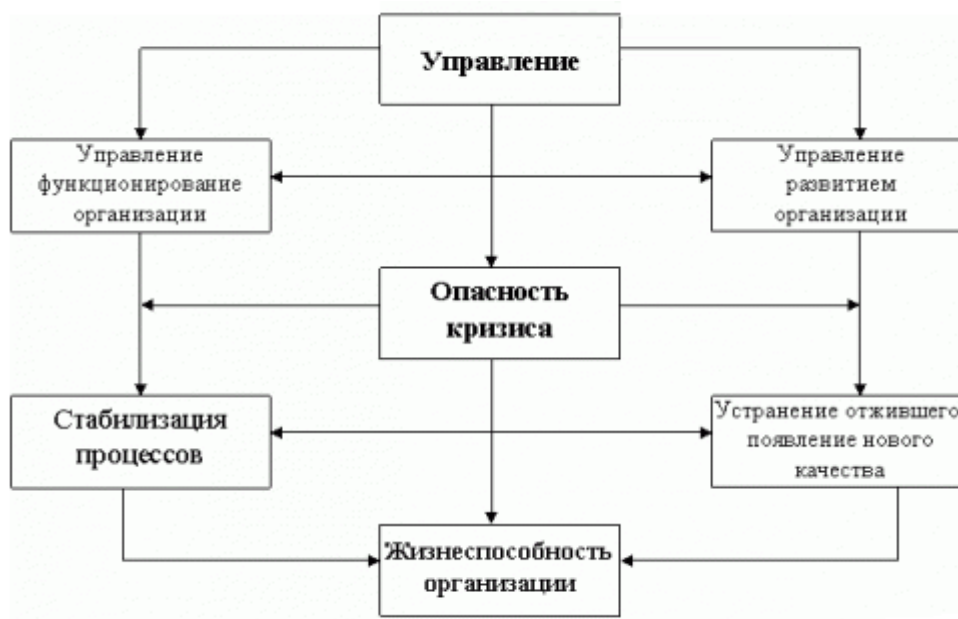 Управление
Управление
функционирование
организации
Управление
развитием
организации
Опасность
кризиса
Стабилизация
процессов
Устранение отжившего
появление нового
качества
Жизнеспособность
организации